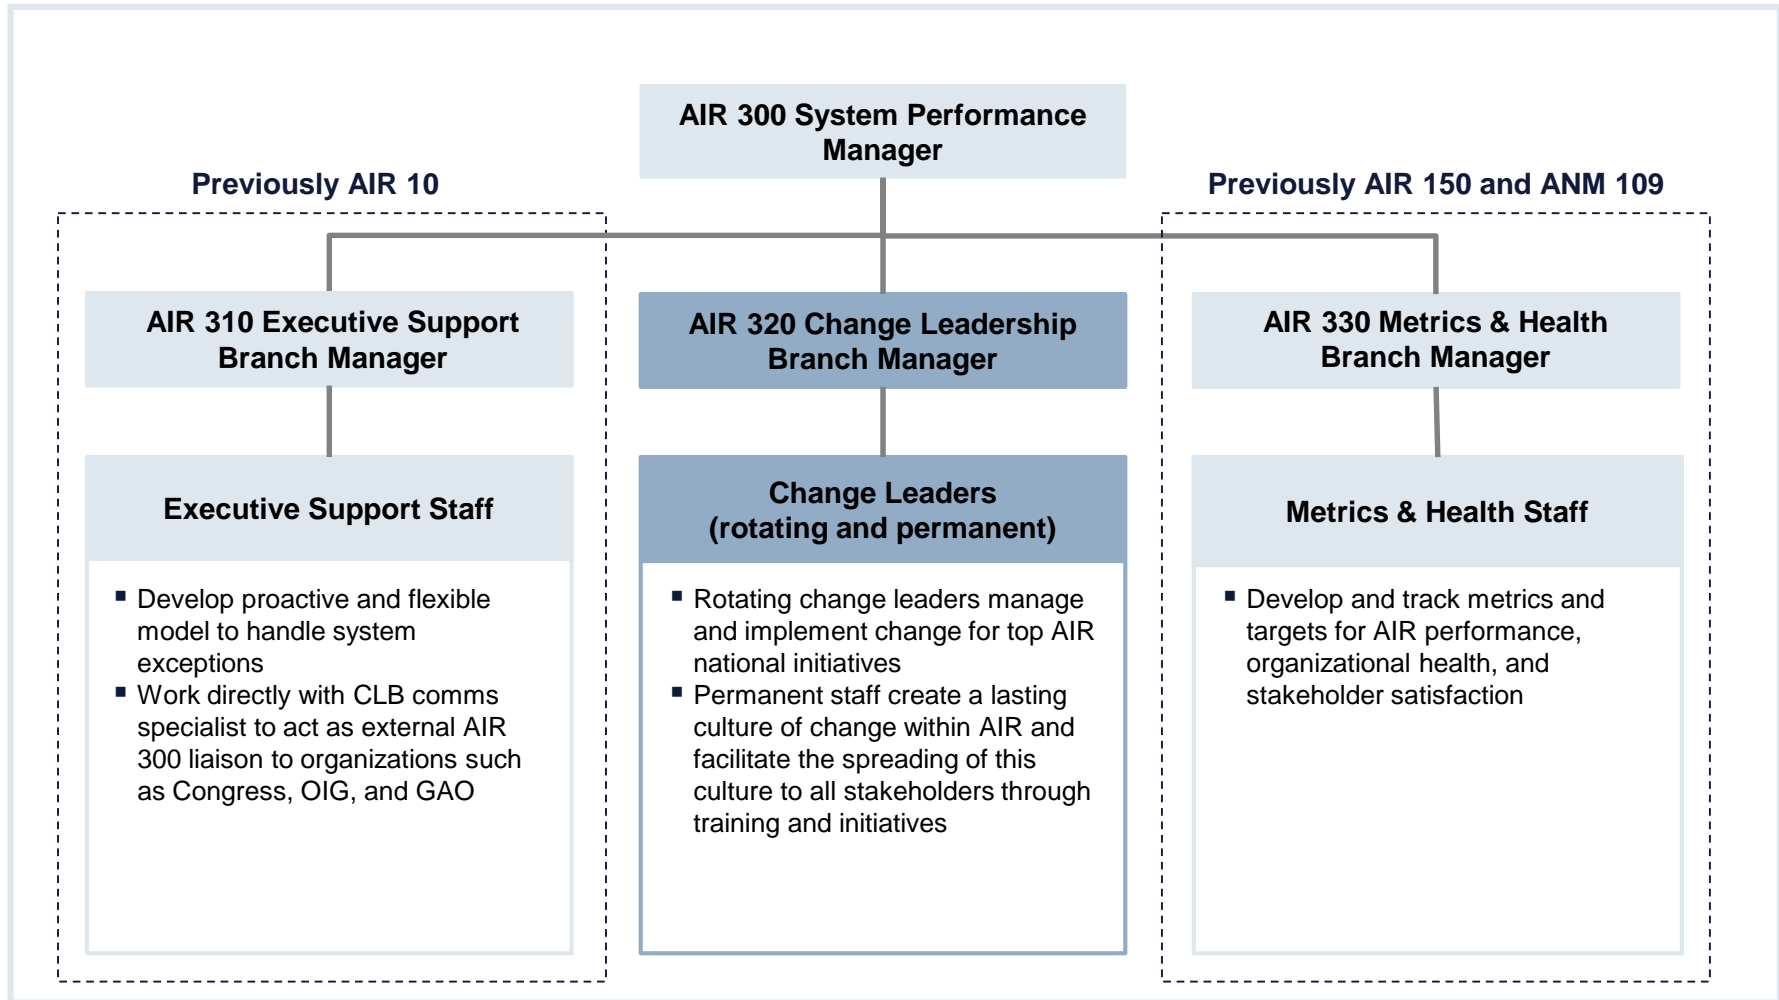 AIR 300 System Performance
Manager
Previously AIR 10
Previously AIR 150 and ANM 109
AIR 310 Executive Support
Branch Manager
AIR 320 Change Leadership
Branch Manager
AIR 330 Metrics & Health
Branch Manager
Executive Support Staff
▪ Develop proactive and flexible
model to handle system
exceptions
▪ Work directly with CLB comms
specialist to act as external AIR
300 liaison to organizations such
as Congress, OIG, and GAO
Change Leaders
(rotating and permanent)
▪ Rotating change leaders manage
and implement change for top AIR
national initiatives
▪ Permanent staff create a lasting
culture of change within AIR and
facilitate the spreading of this
culture to all stakeholders through
training and initiatives
Metrics & Health Staff
▪ Develop and track metrics and
targets for AIR performance,
organizational health, and
stakeholder satisfaction